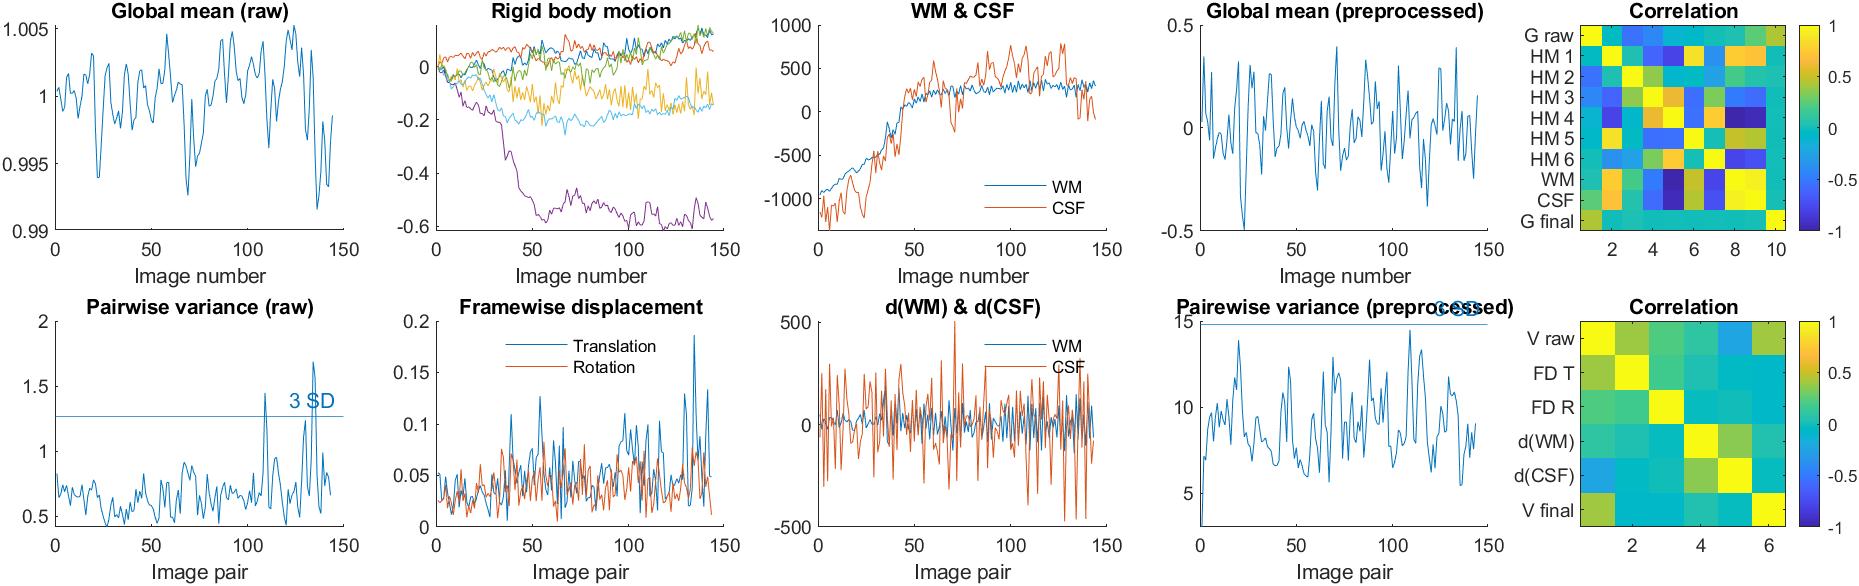 Global mean (raw)
1.005
1
0.995
0.99
0 50 100 150
Image number
Rigid body motion
0
-0.2
-0.4
-0.6
0 50 100 150
Image number
WM & CSF
1000
500
0
-500
-1000
WM
CSF
0 50 100 150
Image number
Global mean (preprocessed)
0.5
0
-0.5
0 50 100 150
Image number
Correlation
G raw
HM 1
HM 2
HM 3
HM 4
HM 5
HM 6
WM
CSF
G final
2 4 6 8 10
1
0.5
0
-0.5
-1
Pairwise variance (raw)
2
1.5
1
0.5
3 SD
0 50 100 150
Image pair
Framewise displacement
0.2
0.15
0.1
0.05
0
Translation
Rotation
0 50 100 150
Image pair
d(WM) & d(CSF)
500
0
-500
WM
CSF
0 50 100 150
Image pair
Pairewise variance (preprocessed)
3 SD
15
10
5
0 50 100 150
Image pair
Correlation
V raw
FD T
FD R
d(WM)
d(CSF)
V final
2 4 6
1
0.5
0
-0.5
-1